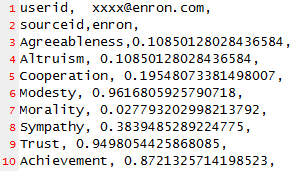 1 userid,  xxxx@enron.com,
2 sourceid,enron,
3 Agreeableness,0.10850128028436584,
4 Altruism, 0.10850128028436584,
5 Cooperation, 0.19548073381498007,
6 Modesty, 0.9616805925790718,
7 Morality, 0.027793202998213792,
8 Sympathy, 0.3839485289224775,
9 Trust, 0.9498054425868085,
10 Achievement, 0.8721325714198523,